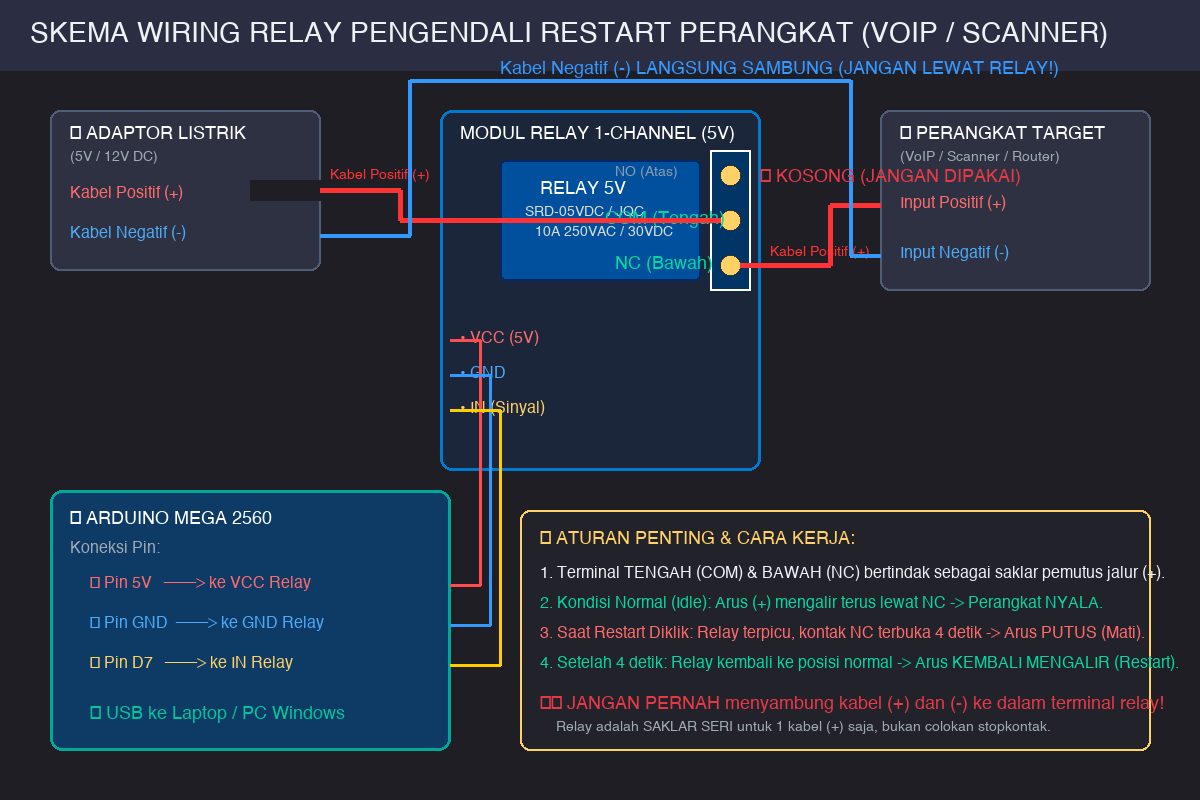 SKEMA WIRING RELAY PENGENDALI RESTART PERANGKAT (VOIP / SCANNER)
Kabel Negatif (-) LANGSUNG SAMBUNG (JANGAN LEWAT RELAY!)
ADAPTOR LISTRIK
(5V / 12V DC)
Kabel Positif (+)
Kabel Negatif (-)
Kabel Positif (+)
MODUL RELAY 1-CHANNEL (5V)
NO (Atas)
RELAY 5V
SRD-05VDC / JQC
COM (Tengah)
10A 250VAC / 30VDC
NC (Bawah)
KOSONG (JANGAN DIPAKAI)
Kabel Positif (+)
PERANGKAT TARGET
(VoIP / Scanner / Router)
Input Positif (+)
Input Negatif (-)
• VCC (5V)
• GND
• IN (Sinyal)
ARDUINO MEGA 2560
Koneksi Pin:
Pin 5V ───> ke VCC Relay
Pin GND ───> ke GND Relay
Pin D7 ───> ke IN Relay
USB ke Laptop / PC Windows
ATURAN PENTING & CARA KERJA:
1. Terminal TENGAH (COM) & BAWAH (NC) bertindak sebagai saklar pemutus jalur (+).
2. Kondisi Normal (Idle): Arus (+) mengalir terus lewat NC -> Perangkat NYALA.
3. Saat Restart Diklik: Relay terpicu, kontak NC terbuka 4 detik -> Arus PUTUS (Mati).
4. Setelah 4 detik: Relay kembali ke posisi normal -> Arus KEMBALI MENGALIR (Restart).
JANGAN PERNAH menyambung kabel (+) dan (-) ke dalam terminal relay!
Relay adalah SAKLAR SERI untuk 1 kabel (+) saja, bukan colokan stopkontak.